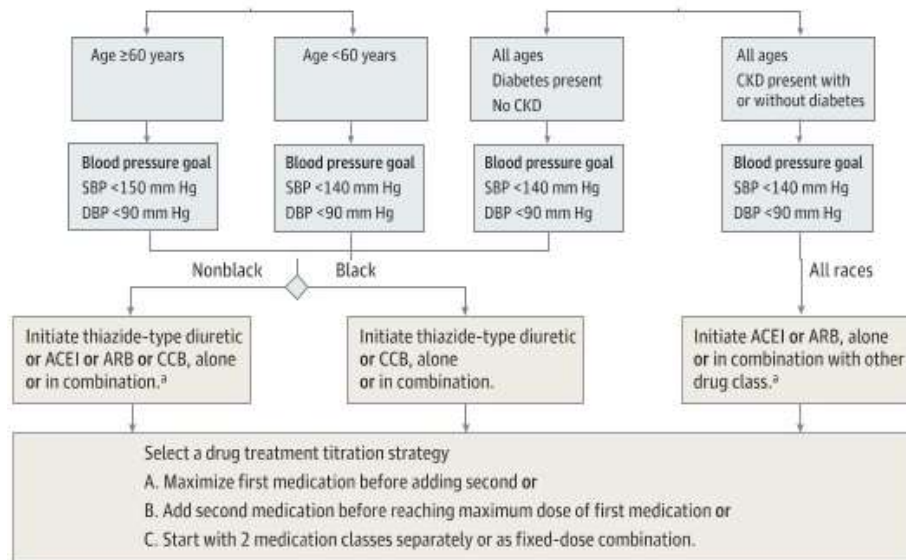 Age ≥60 years
Age <60 years
All ages
Diabetes present
No CKD
All ages
CKD present with
or without diabetes
Blood pressure goal
SBP <150 mm Hg
DBP <90 mm Hg
Blood pressure goal
SBP <140 mm Hg
DBP <90 mm Hg
Blood pressure goal
SBP <140 mm Hg
DBP <90 mm Hg
Blood pressure goal
SBP <140 mm Hg
DBP <90 mm Hg
Nonblack
Black
All races
Initiate thiazide-type diuretic
or ACEI or ARB or CCB, alone
or in combination.a
Initiate thiazide-type diuretic
or CCB, alone
or in combination.
Initiate ACEI or ARB, alone
or in combination with other
drug class.a
Select a drug treatment titration strategy
A. Maximize first medication before adding second or
B. Add second medication before reaching maximum dose of first medication or
C. Start with 2 medication classes separately or as fixed-dose combination.